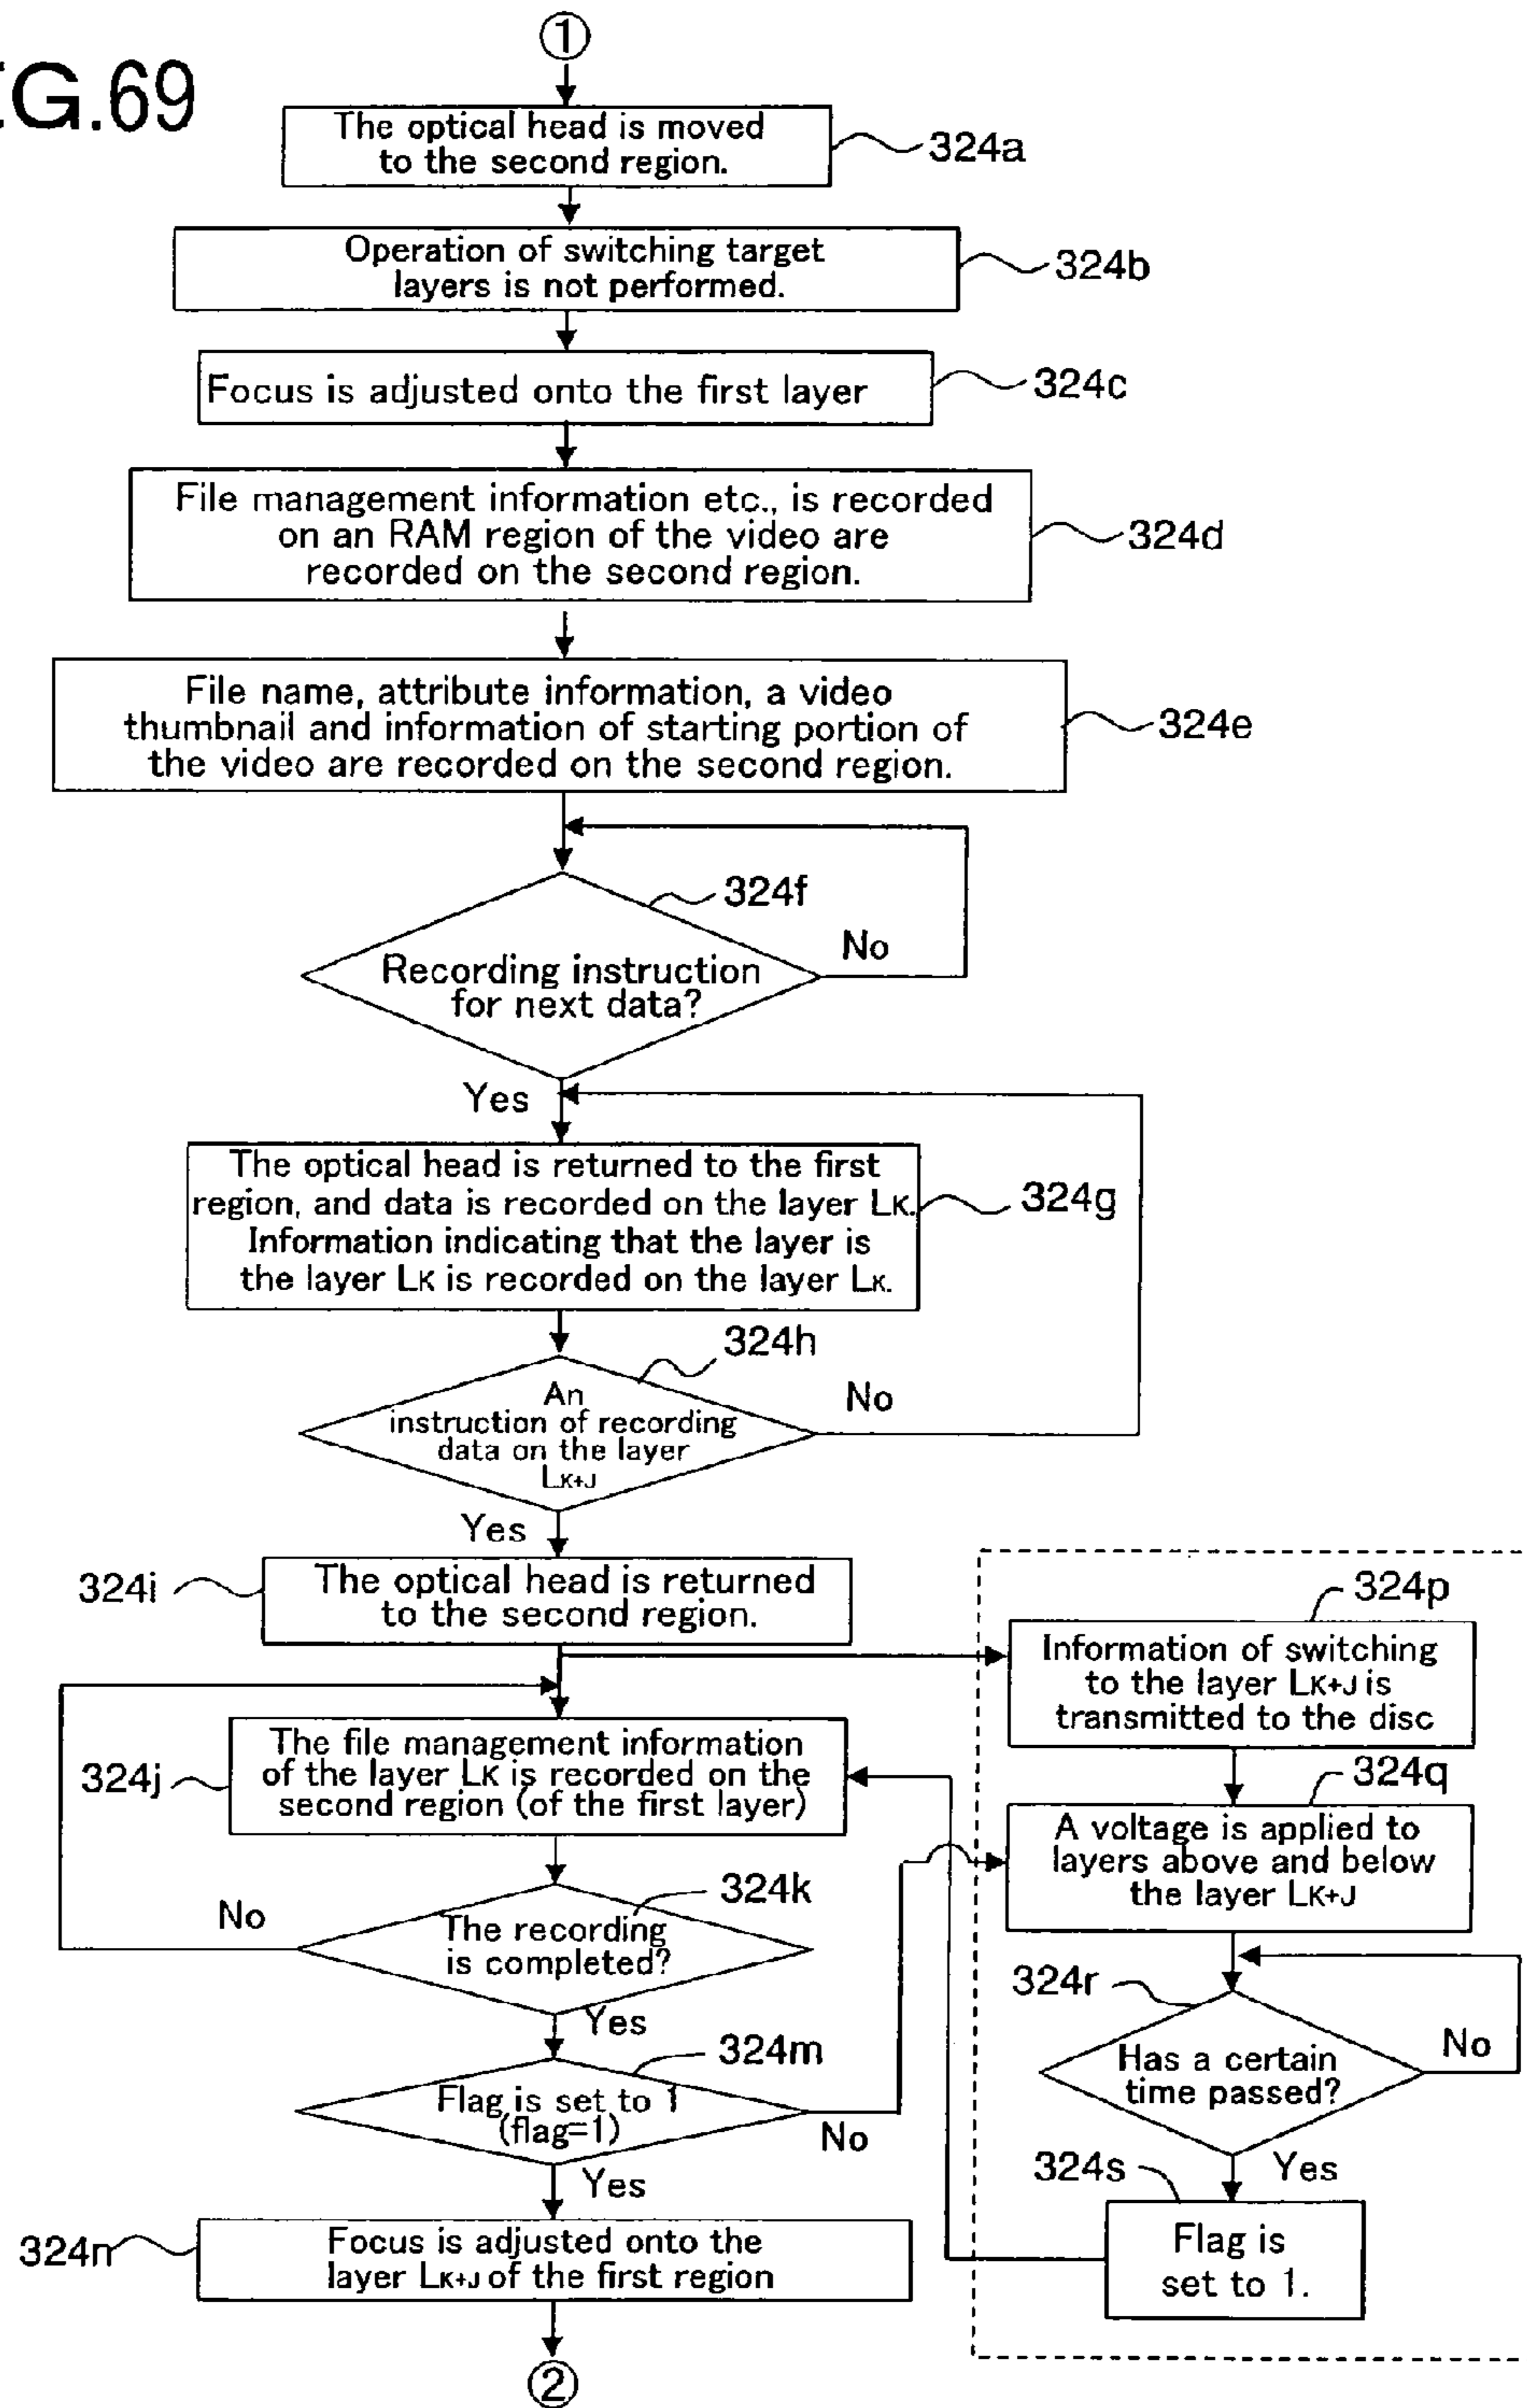 ①
IG.69
The optical head is moved
to the second region.
324a
Operation of switching target
layers is not performed.
324b
Focus is adjusted onto the first layer
324c
File management information etc., is recorded
on an RAM region of the video are
recorded on the second region.
324d
File name, attribute information, a video
thumbnail and information of starting portion of
the video are recorded on the second region.
324e
324f
No
Recording instruction
for next data?
Yes
The optical head is returned to the first
region, and data is recorded on the layer LK.
Information indicating that the layer is
the layer LK is recorded on the layer LK.
324g
324h
An
instruction of recording
data on the layer
LK+J
No
Yes
324i
The optical head is returned
to the second region.
324p
Information of switching
to the layer LK+J is
transmitted to the disc
324j
The file management information
of the layer LK is recorded on the
second region (of the first layer)
324q
A voltage is applied to
layers above and below
the layer LK+J
324k
No
The recording
is completed?
Yes
324r
Has a certain
time passed?
No
324m
Flag is set to 1
(flag=1)
No
Yes
324s
Yes
Flag is
set to 1.
324n
Focus is adjusted onto the
layer LK+J of the first region
②